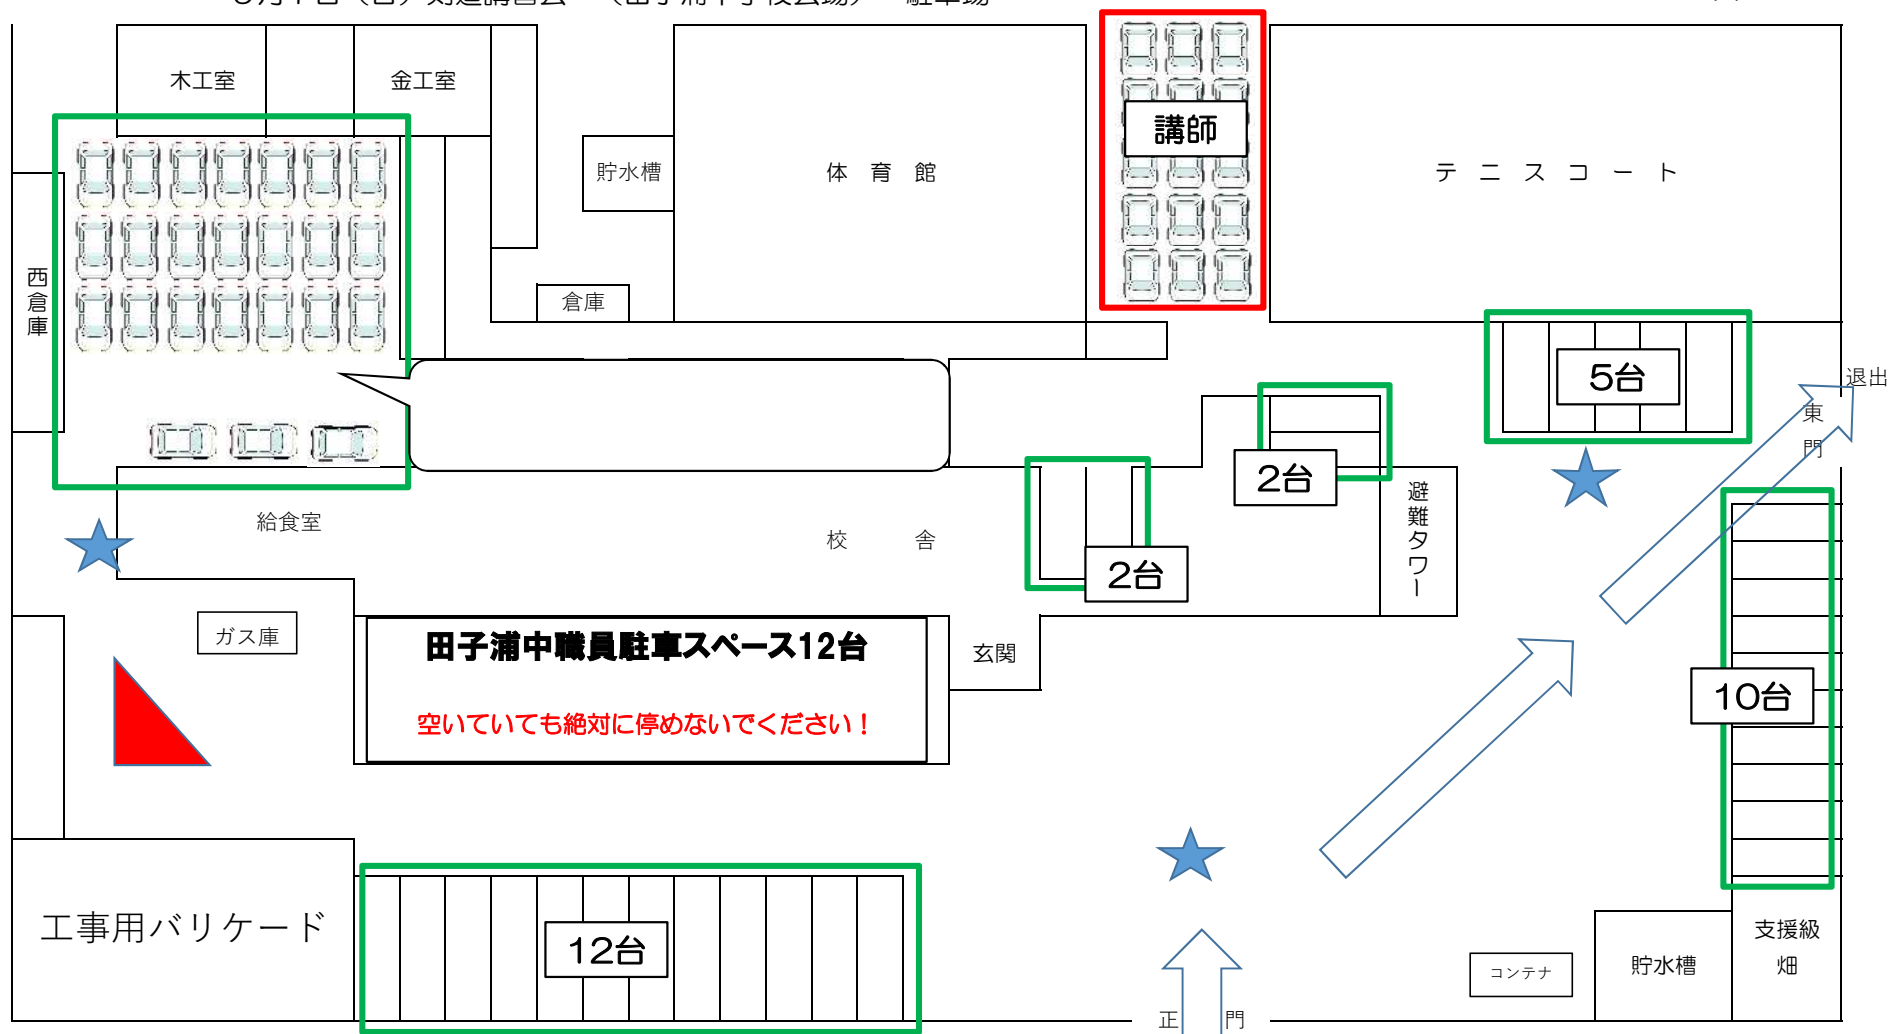 木工室
金工室
講師
貯水槽
体 育 館
テ ニ ス コ ー ト
西倉庫
倉庫
5台
退出
東門
2台
避難タワー
給食室
校 舎
2台
ガス庫
田子浦中職員駐車スペース12台
空いていても絶対に停めないでください！
玄関
10台
工事用バリケード
12台
支援級
畑
貯水槽
コンテナ
正 門